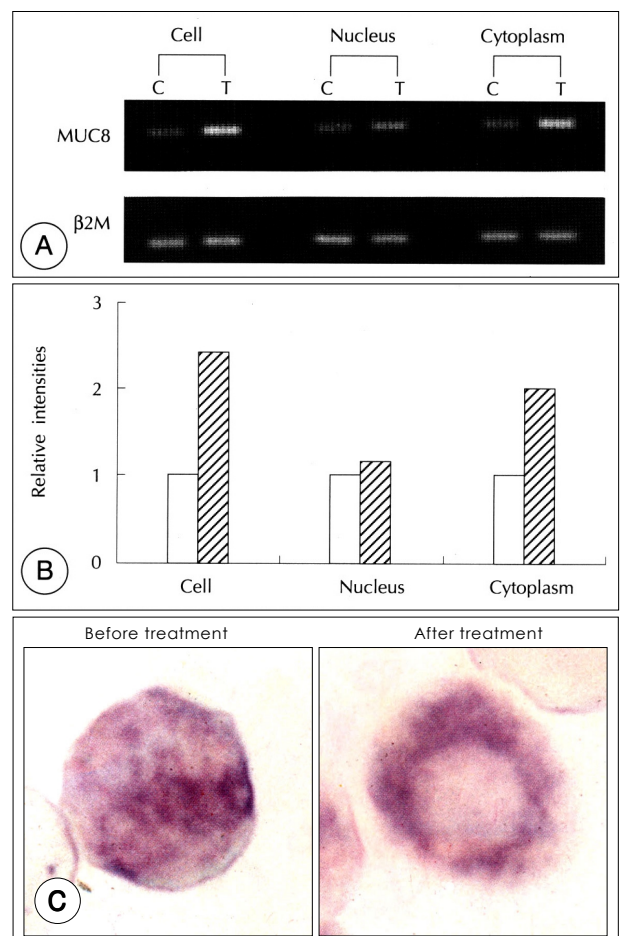 Cell Nucleus Cytoplasm
C T C T C T
MUC8
β2M
A
3
2
1
0
Relative intensities
Cell Nucleus Cytoplasm
B
Before treatment After treatment
C